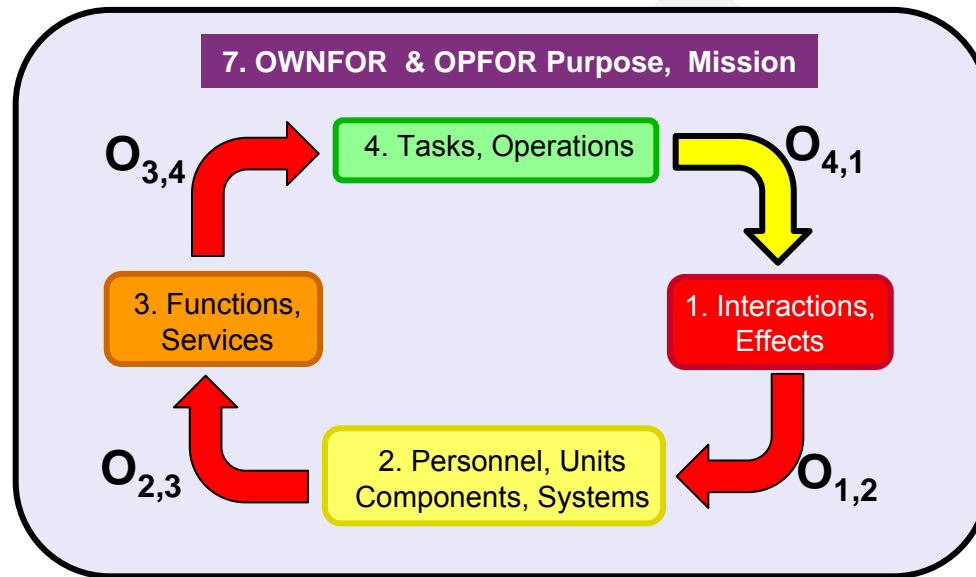 7. OWNFOR & OPFOR Purpose, Mission
O3,4
4. Tasks, Operations
O4,1
3. Functions,
Services
1. Interactions,
Effects
O2,3
2. Personnel, Units
Components, Systems
O1,2